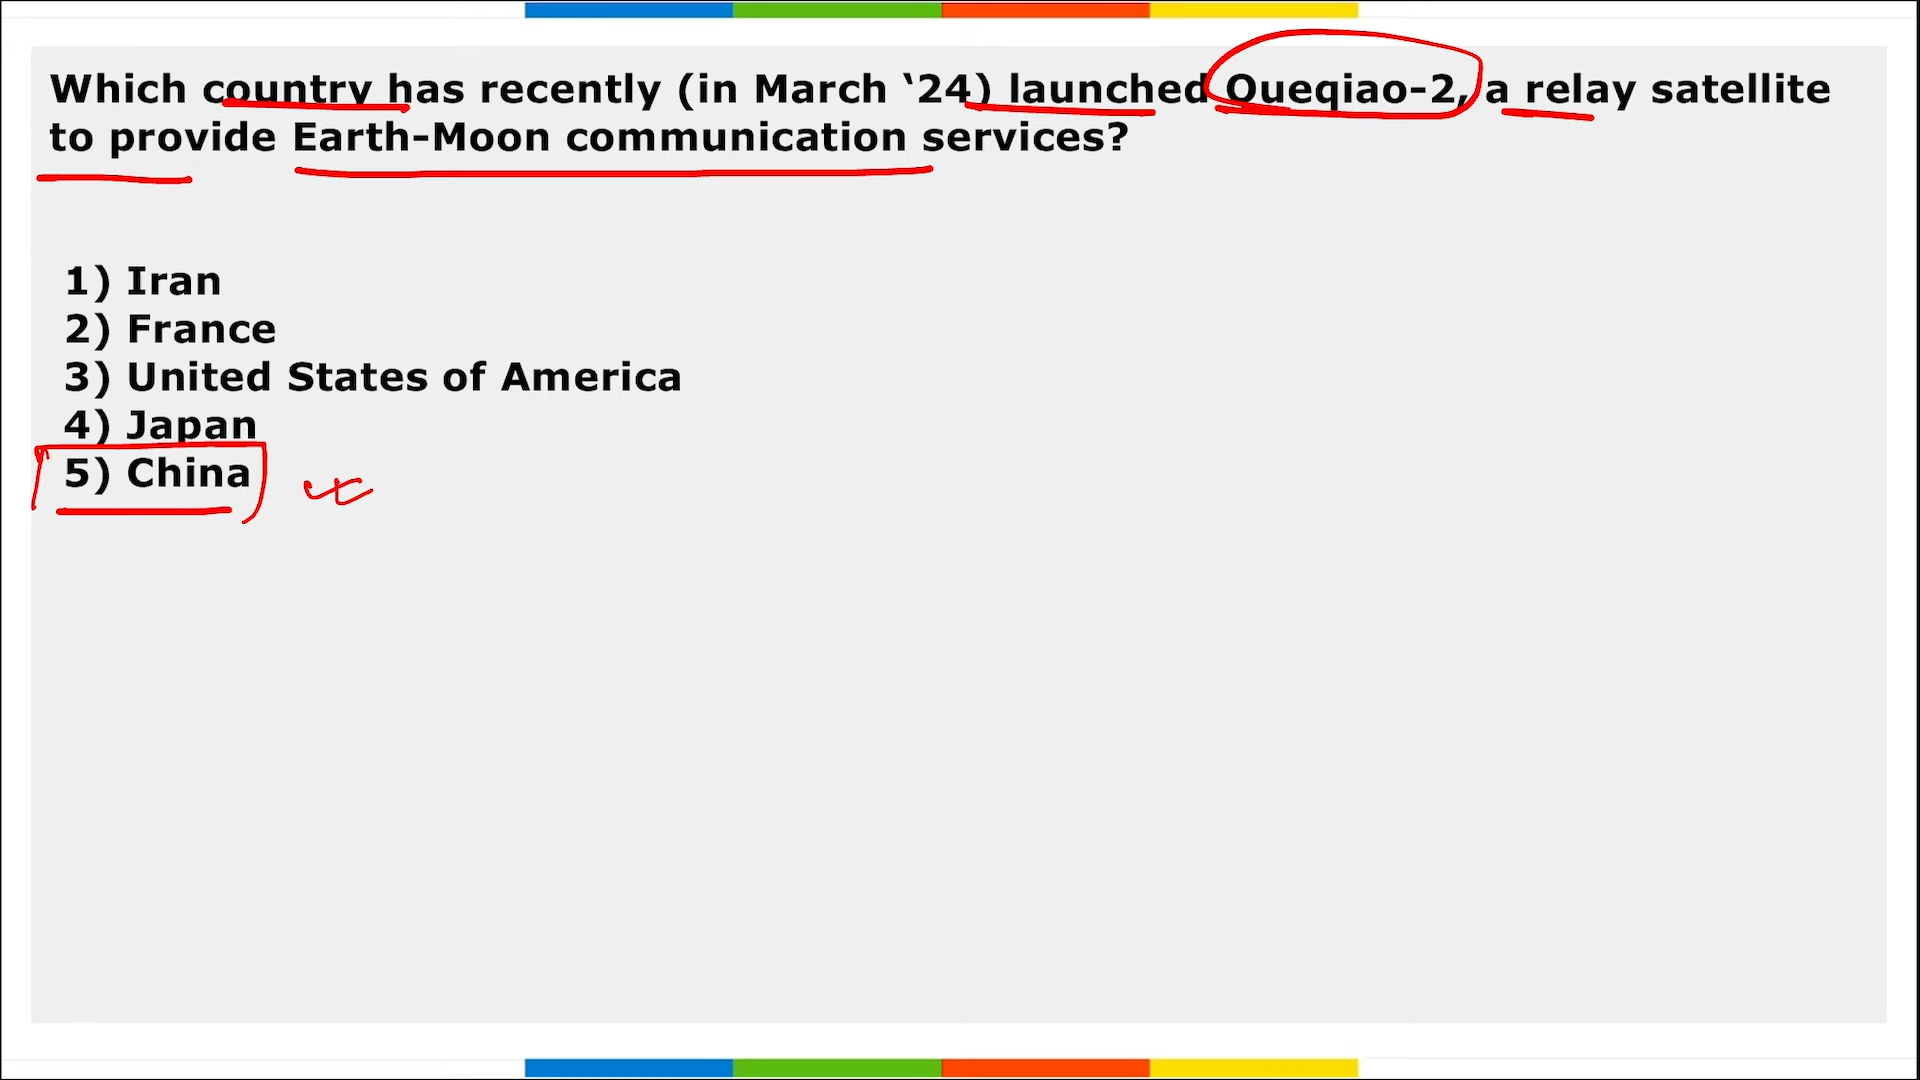 Which country has recently (in March ‘24) launched Queqiao-2, a relay satellite
to provide Earth-Moon communication services?
1) Iran
2) France
3) United States of America
4) Japan
5) China